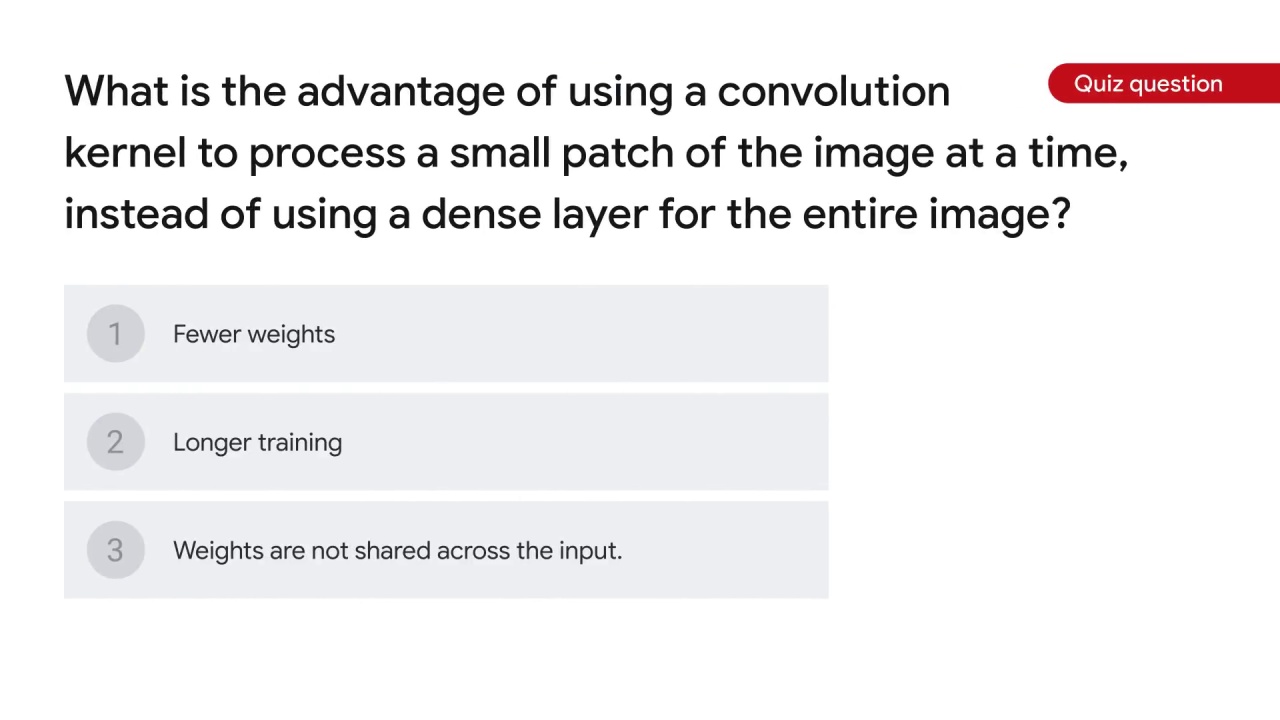 What is the advantage of using a convolution
Quiz question
kernel to process a small patch of the image at a time,
instead of using a dense layer for the entire image?
1 Fewer weights
2 Longer training
3 Weights are not shared across the input.